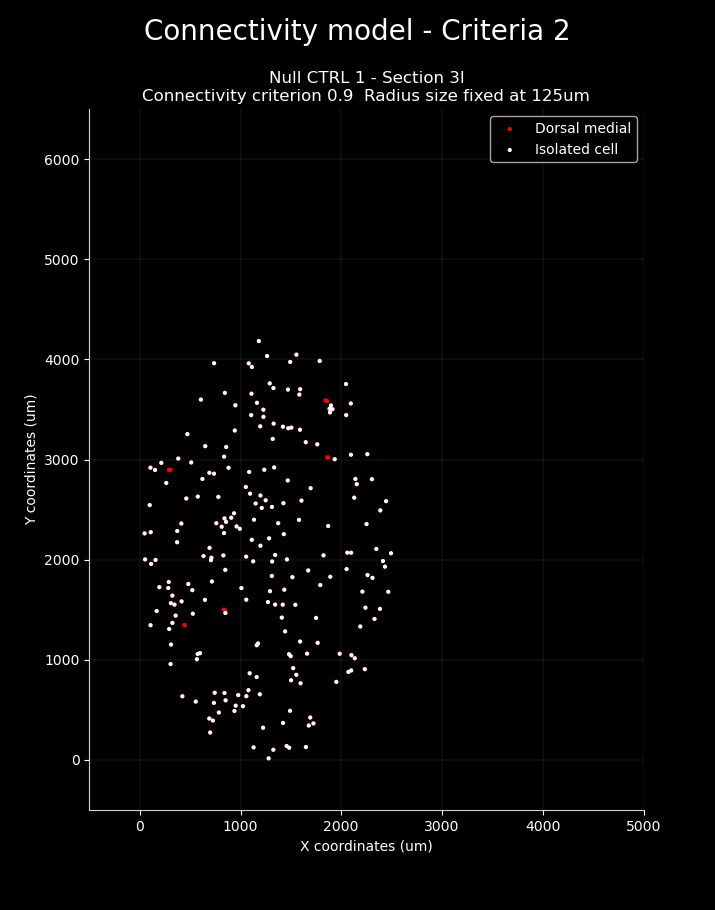 Connectivity model - Criteria 2
Null CTRL 1 - Section 3l
Connectivity criterion 0.9  Radius size fixed at 125um
Dorsal medial
Isolated cell
6000
5000
4000
3000
2000
1000
0
Y coordinates (um)
0 1000 2000 3000 4000 5000
X coordinates (um)